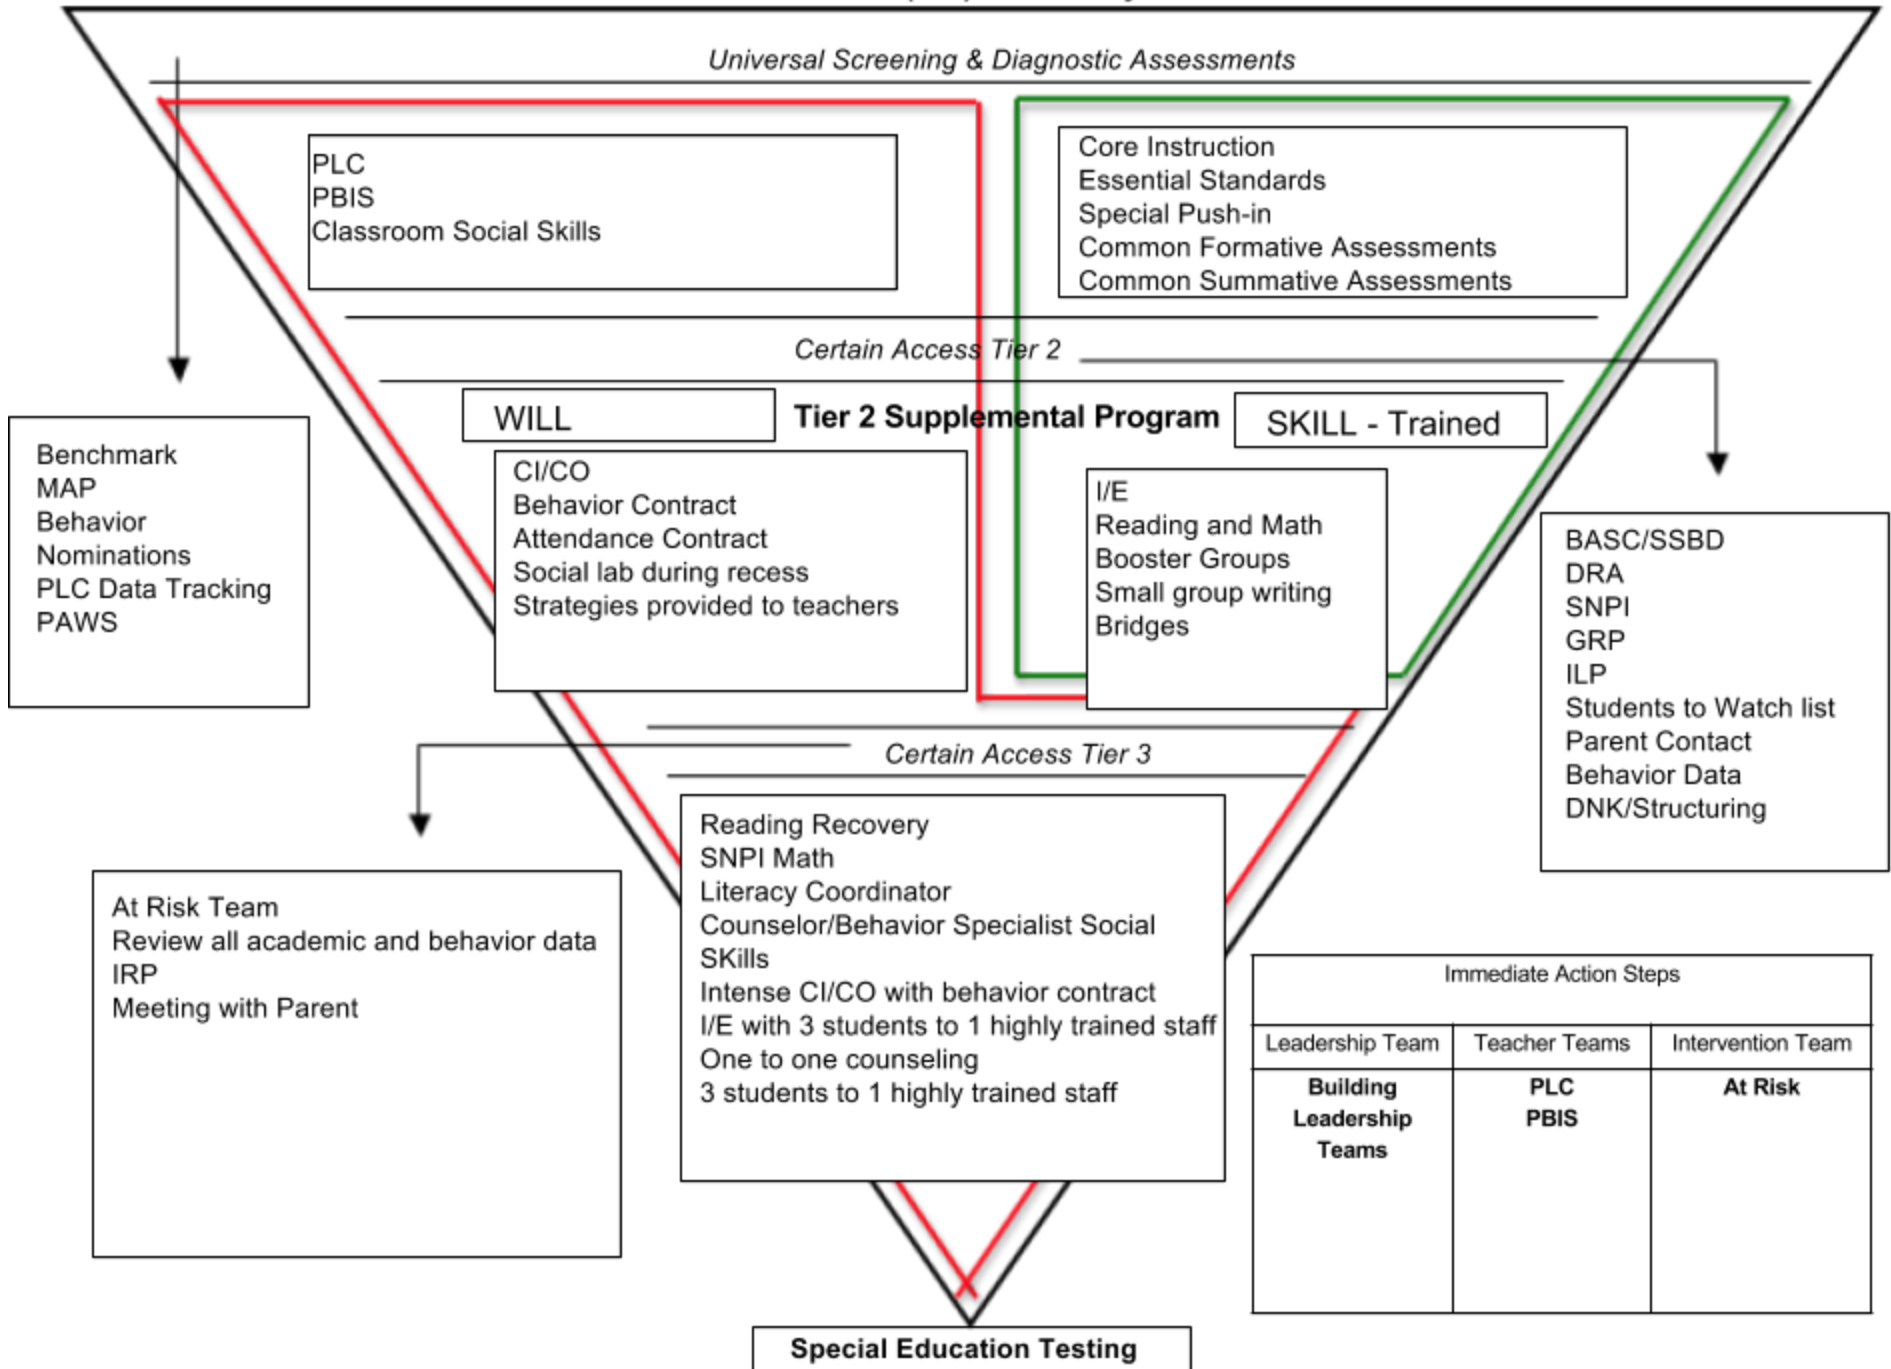 Universal Screening & Diagnostic Assessments
PLC
PBIS
Classroom Social Skills
Core Instruction
Essential Standards
Special Push-in
Common Formative Assessments
Common Summative Assessments
Certain Access Tier 2
WILL
Tier 2 Supplemental Program
SKILL - Trained
Benchmark
MAP
Behavior
Nominations
PLC Data Tracking
PAWS
CI/CO
Behavior Contract
Attendance Contract
Social lab during recess
Strategies provided to teachers
I/E
Reading and Math
Booster Groups
Small group writing
Bridges
BASC/SSBD
DRA
SNPI
GRP
ILP
Students to Watch list
Parent Contact
Behavior Data
DNK/Structuring
Certain Access Tier 3
At Risk Team
Review all academic and behavior data
IRP
Meeting with Parent
Reading Recovery
SNPI Math
Literacy Coordinator
Counselor/Behavior Specialist Social
SKills
Intense CI/CO with behavior contract
I/E with 3 students to 1 highly trained staff
One to one counseling
3 students to 1 highly trained staff
Immediate Action Steps
Leadership Team
Teacher Teams
Intervention Team
Building
Leadership
Teams
PLC
PBIS
At Risk
Special Education Testing